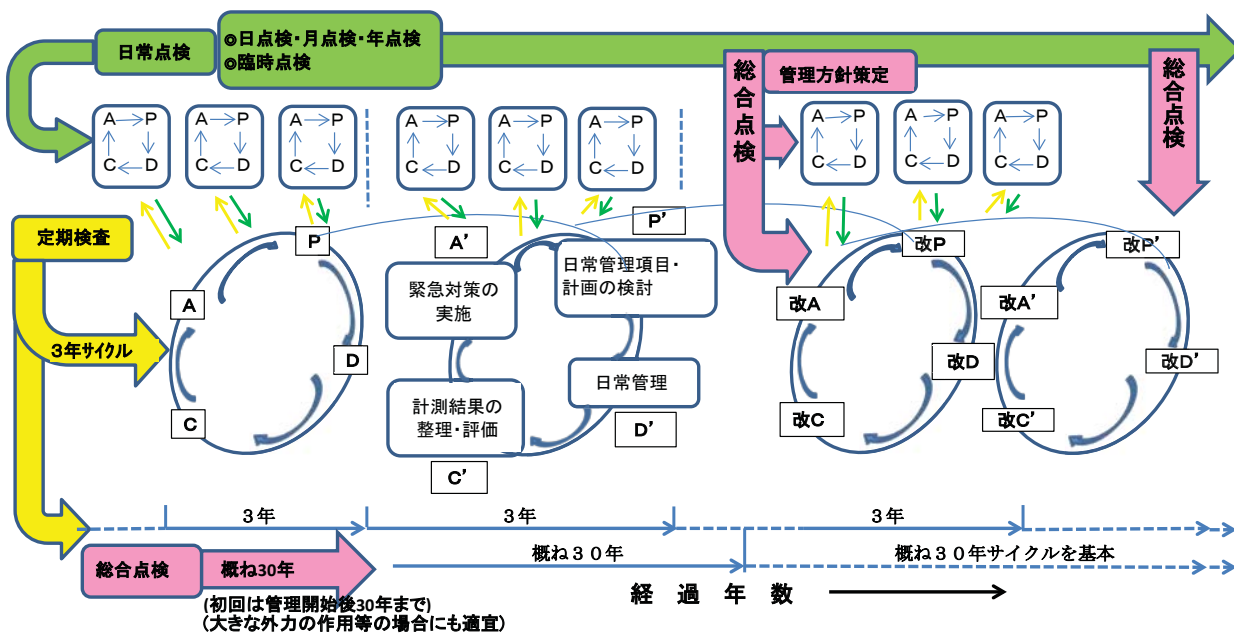 日常点検
◎日点検・月点検・年点検
◎臨時点検
総合点検
管理方針策定
総合点検
A P
C D
A P
C D
A P
C D
A P
C D
A P
C D
A P
C D
A P
C D
A P
C D
A P
C D
定期検査
3年サイクル
P
A
D
C
A'
P'
緊急対策の
実施
日常管理項目・
計画の検討
計測結果の
整理・評価
日常管理
D'
C'
改P
改A
改D
改C
改P'
改A'
改D'
改C'
3年
3年
3年
総合点検
概ね30年
概ね30年
概ね30年サイクルを基本
(初回は管理開始後30年まで)
(大きな外力の作用等の場合にも適宜)
経過年数